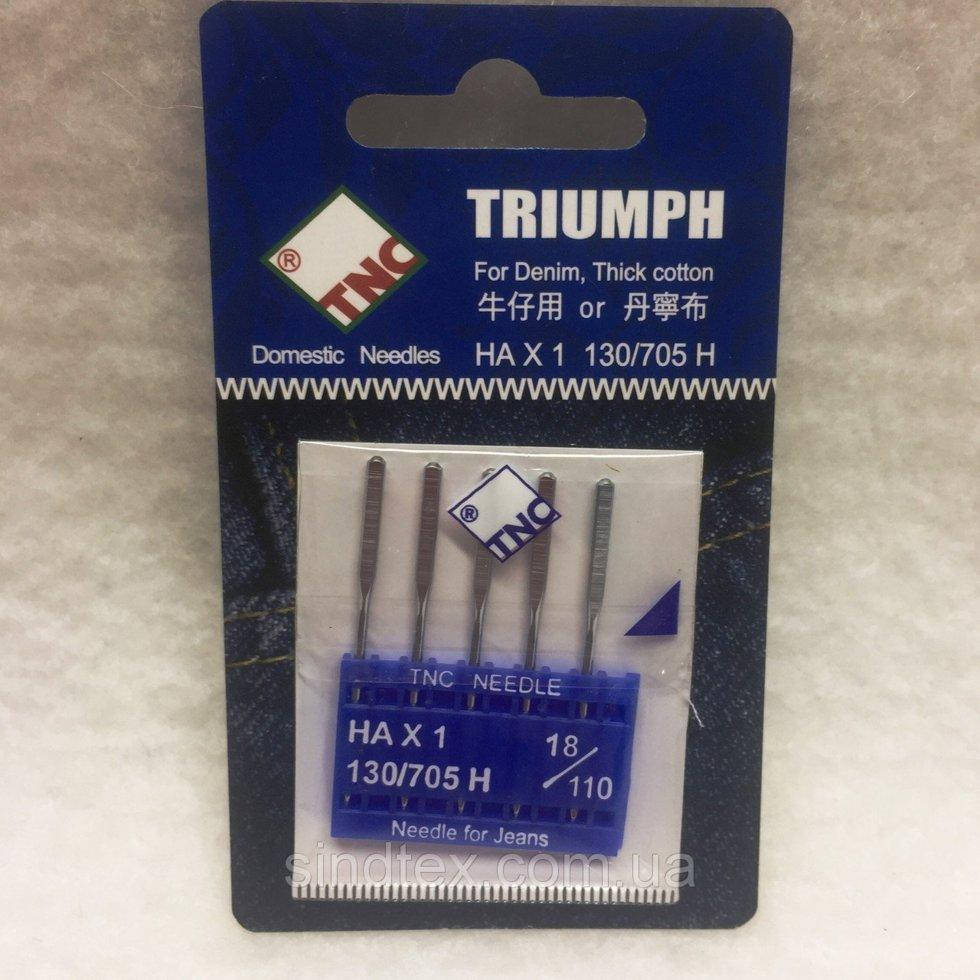 TRIUMPH
® TNC
For Denim, Thick cotton
牛仔用 or 丹寧布
Domestic Needles
HA X 1 130/705 H
® TNC
TNC NEEDLE
HA X 1
18/110
130/705 H
Needle for Jeans
sindtex.com.ua